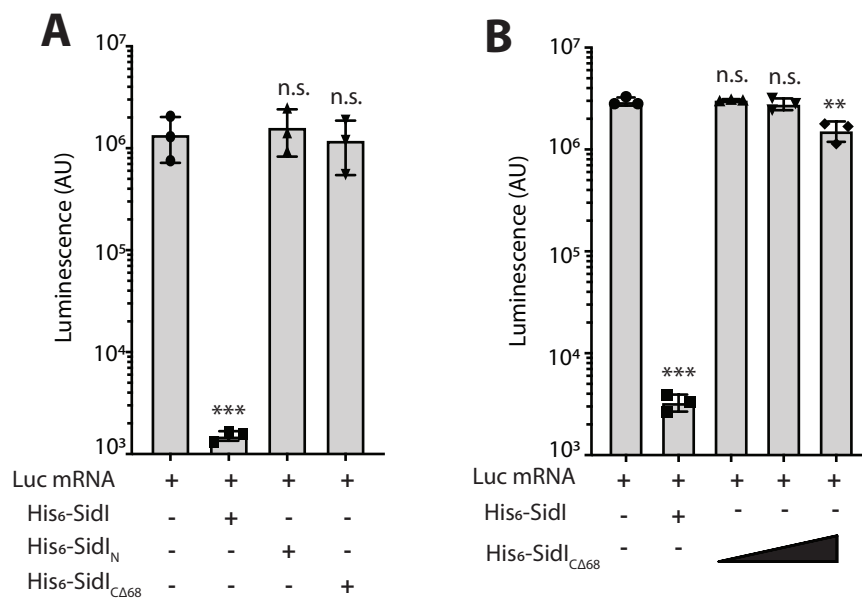 A
10⁷
10⁶
10⁵
10⁴
10³
Luminescence (AU)
n.s.
n.s.
***
Luc mRNA + + + +
His₆-SidI - + - -
His₆-SidI_N - - + -
His₆-SidI_CΔ68 - - - +
B
10⁷
10⁶
10⁵
10⁴
10³
Luminescence (AU)
n.s.
n.s.
**
***
Luc mRNA + + + + +
His₆-SidI - + - - -
His₆-SidI_CΔ68 - -